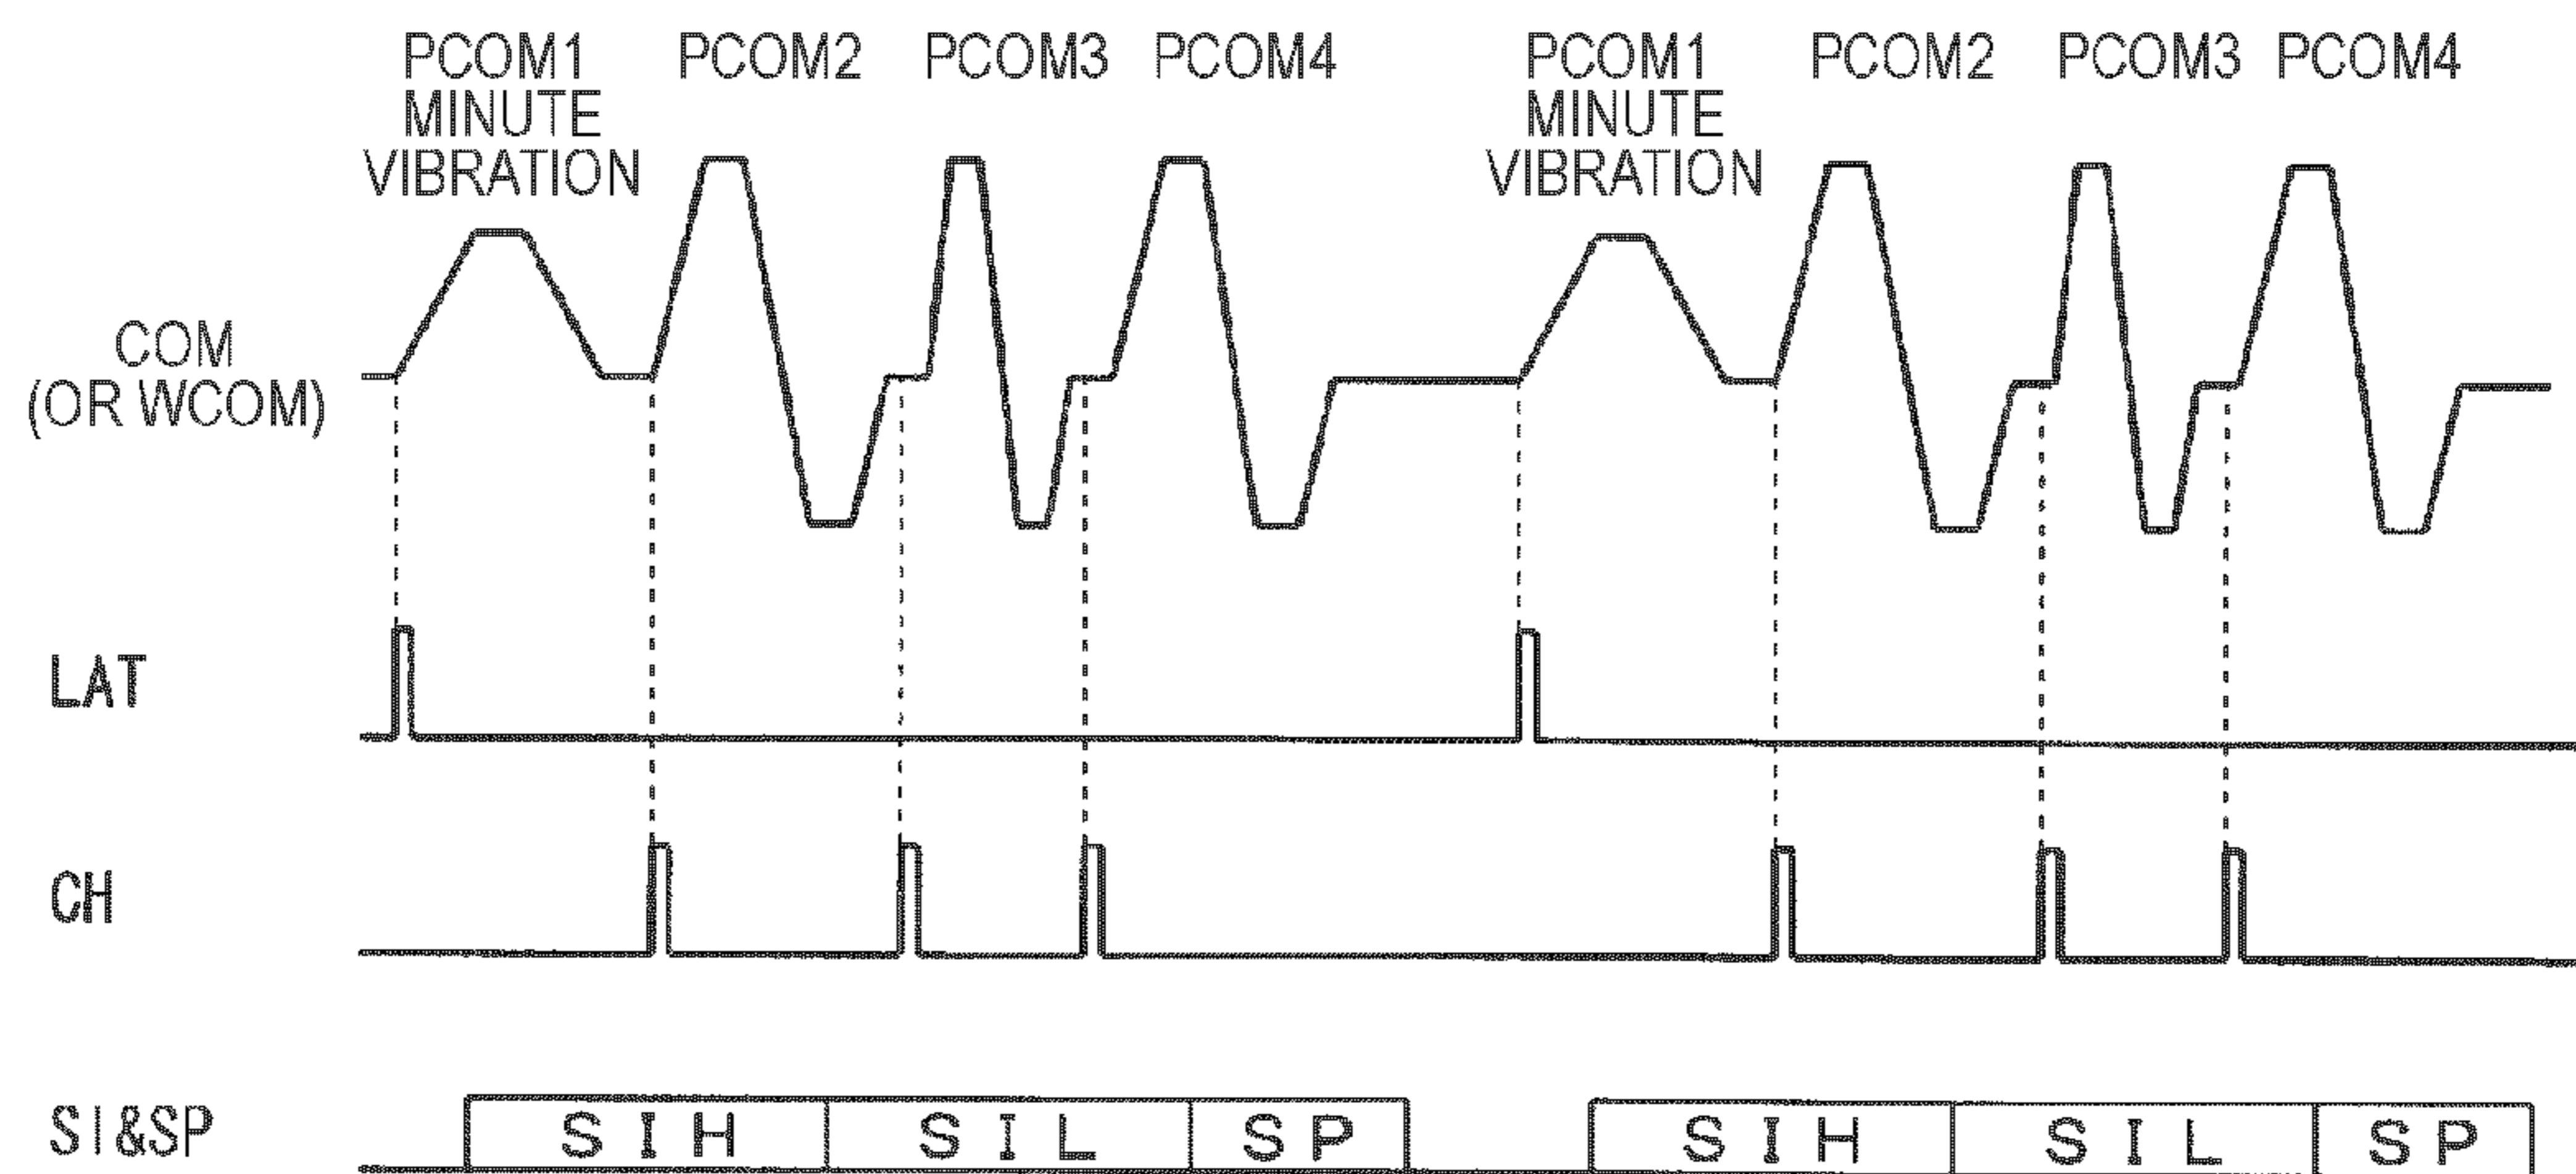 PCOM1 PCOM2 PCOM3 PCOM4 PCOM1 PCOM2 PCOM3 PCOM4
MINUTE MINUTE
VIBRATION VIBRATION
COM
(OR WCOM)
LAT
CH
SI&SP SIH SIL SP SIH SIL SP